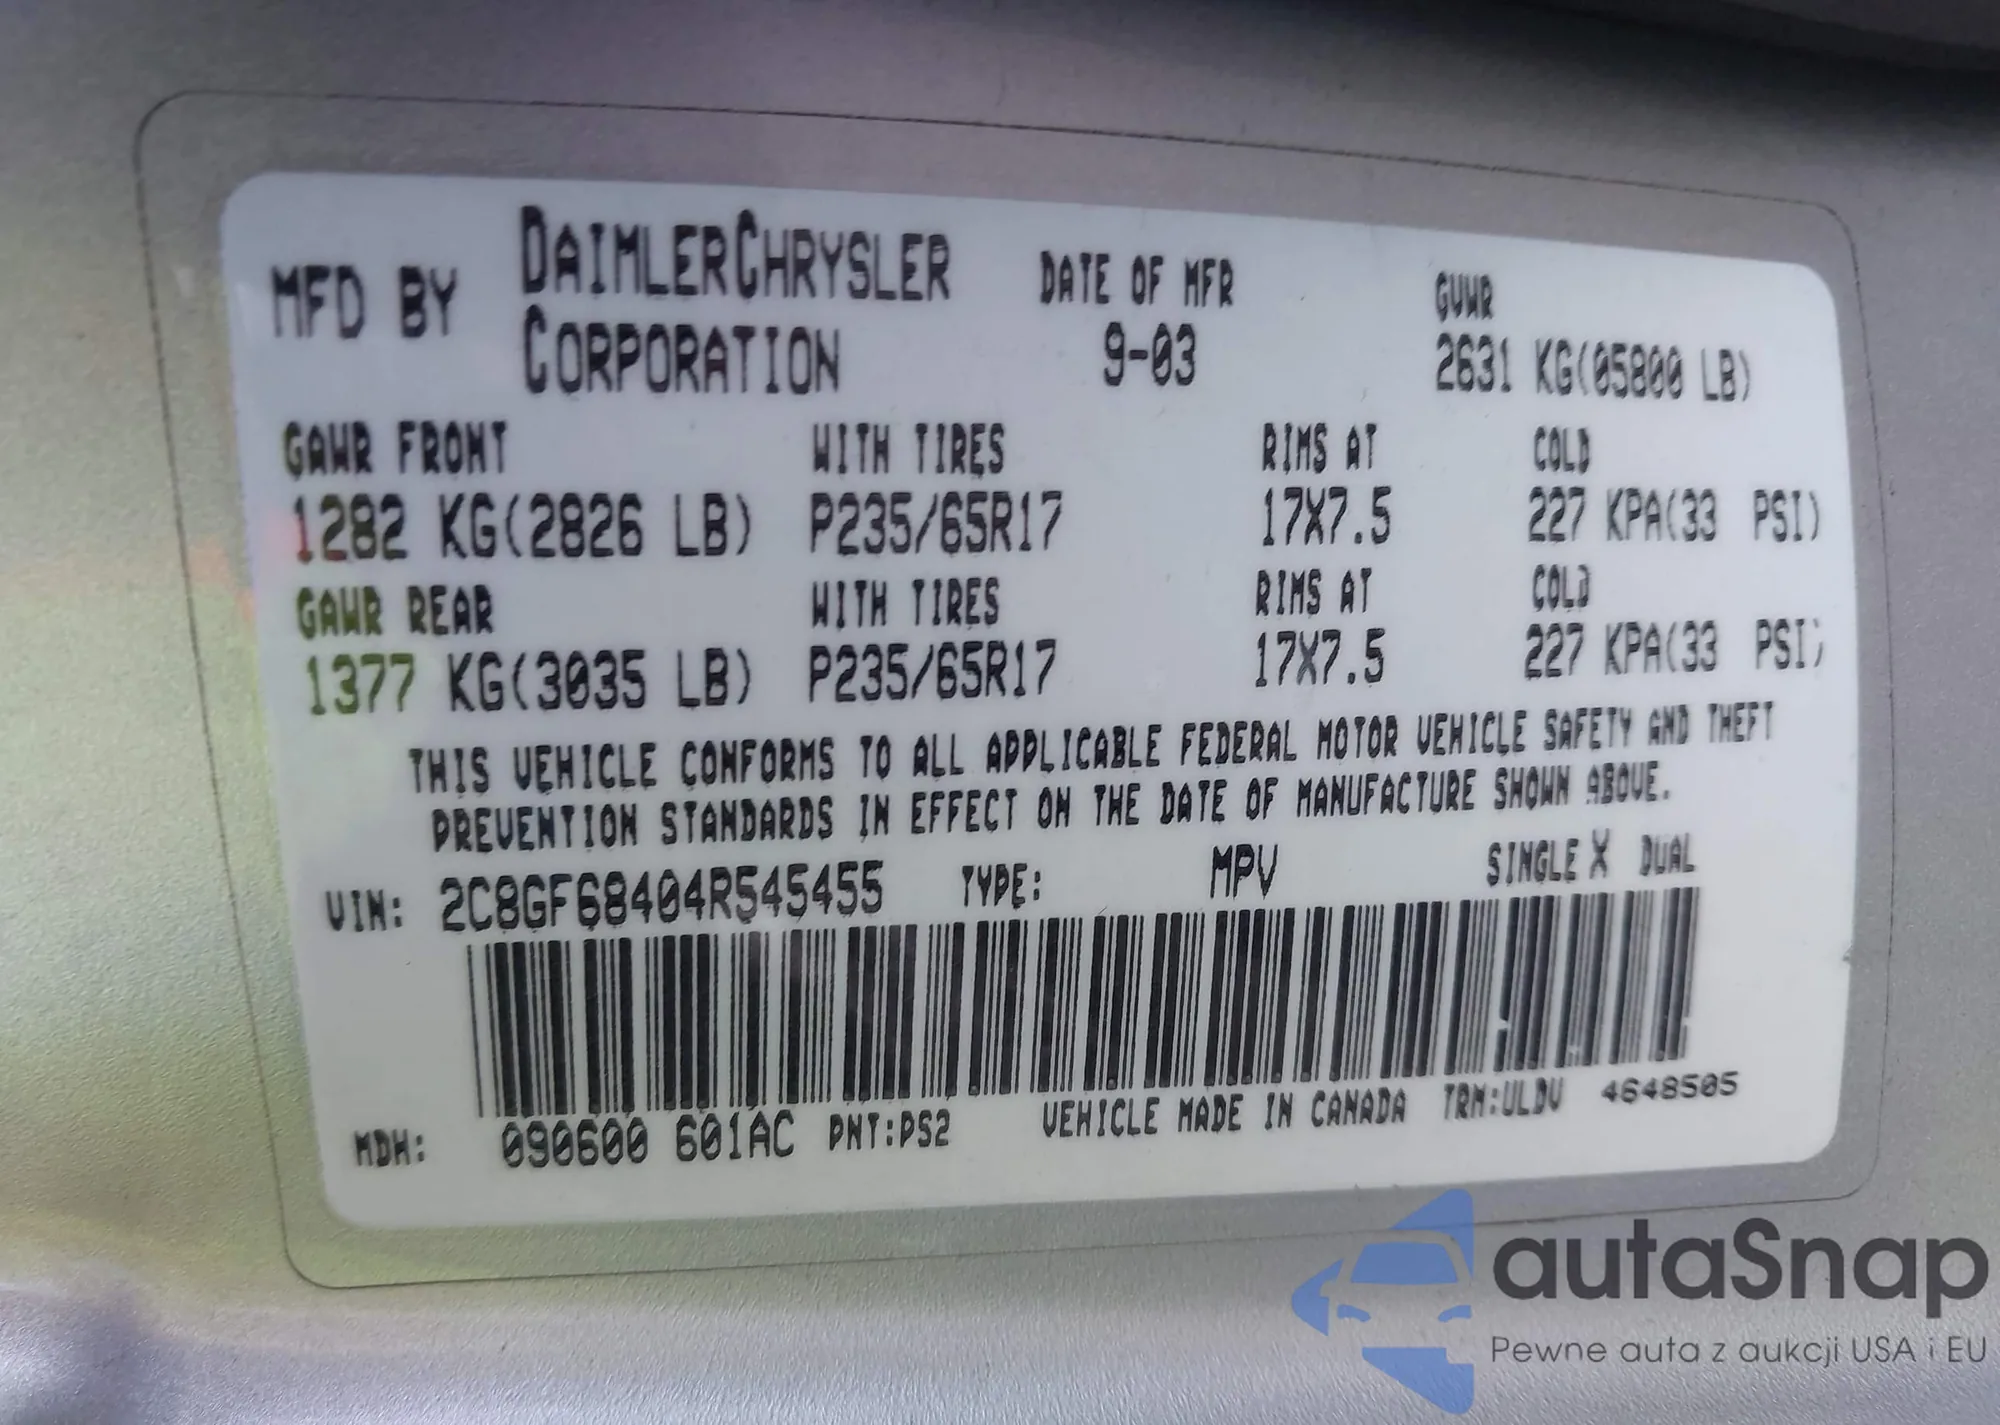 MFD BY DAIMLERCHRYSLER CORPORATION DATE OF MFR 9-03 GVWR 2631 KG(05800 LB)
GAWR FRONT WITH TIRES RIMS AT COLD
1282 KG(2826 LB) P235/65R17 17X7.5 227 KPA(33 PSI)
GAWR REAR WITH TIRES RIMS AT COLD
1377 KG(3035 LB) P235/65R17 17X7.5 227 KPA(33 PSI)
THIS VEHICLE CONFORMS TO ALL APPLICABLE FEDERAL MOTOR VEHICLE SAFETY AND THEFT
PREVENTION STANDARDS IN EFFECT ON THE DATE OF MANUFACTURE SHOWN ABOVE.
VIN: 2C8GF68404R545455 TYPE: MPV SINGLE X DUAL
MDH: 090600 601AC PNT:PS2 VEHICLE MADE IN CANADA TRM:ULDV 4648505
autaSnap
Pewne auta z aukcji USA i EU